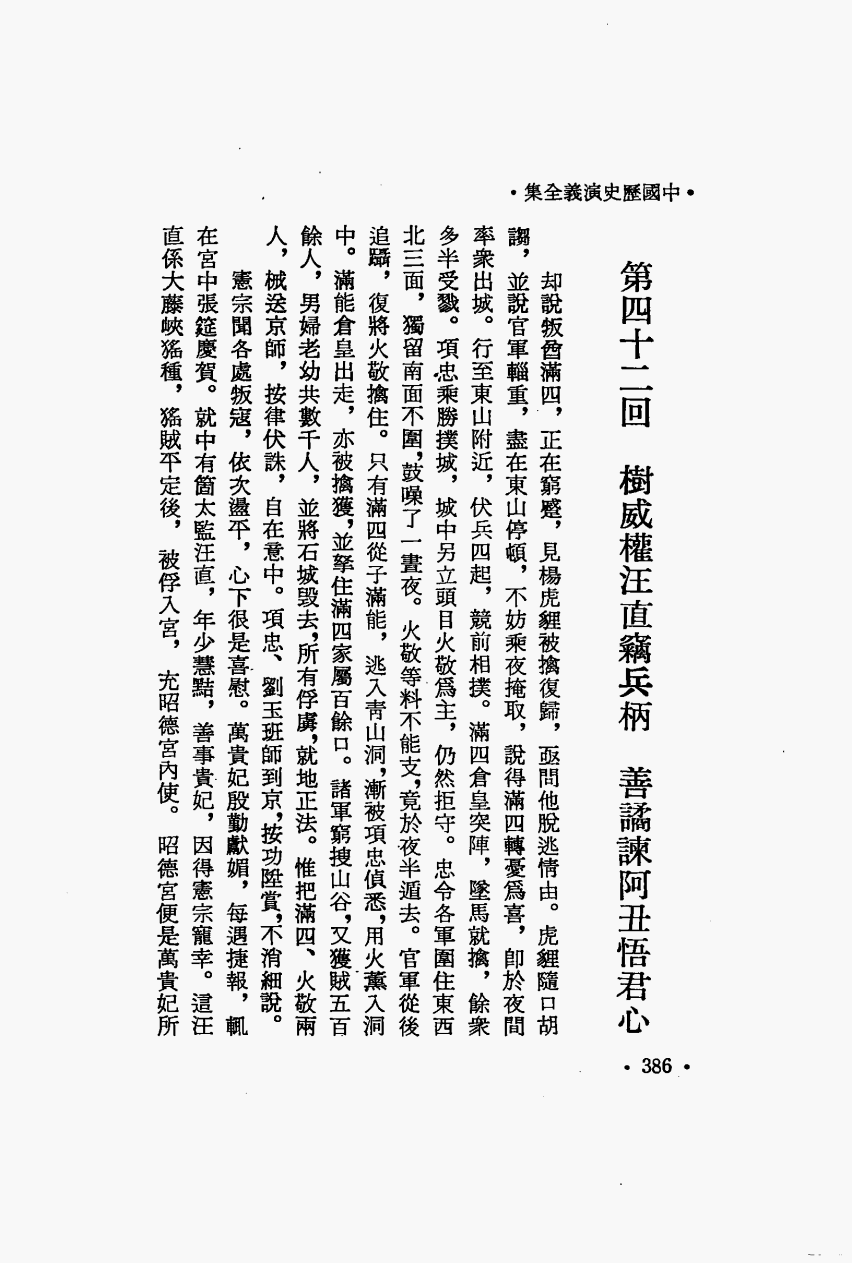 •中國歷史演義全集•
第四十二回　樹威權汪直竊兵柄　善譎諫阿丑悟君心
却說叛酋滿四，正在窮蹙，見楊虎貍被擒復歸，亟問他脫逃情由。虎貍隨口胡
謅，並說官軍輜重，盡在東山停頓，不妨乘夜掩取，說得滿四轉憂爲喜，卽於夜間
率衆出城。行至東山附近，伏兵四起，競前相撲。滿四倉皇突陣，墜馬就擒，餘衆
多半受戮。項忠乘勝撲城，城中另立頭目火敬爲主，仍然拒守。忠令各軍圍住東西
北三面，獨留南面不圍，鼓噪了一晝夜。火敬等料不能支，竟於夜半遁去。官軍從後
追躡，復將火敬擒住。只有滿四從子滿能，逃入靑山洞，漸被項忠偵悉，用火薰入洞
中。滿能倉皇出走，亦被擒獲，並拏住滿四家屬百餘口。諸軍窮搜山谷，又獲賊五百
餘人，男婦老幼共數千人，並將石城毀去，所有俘虜，就地正法。惟把滿四、火敬兩
人，械送京師，按律伏誅，自在意中。項忠、劉玉班師到京，按功陞賞，不消細說。
憲宗聞各處叛寇，依次盪平，心下很是喜慰。萬貴妃殷勤獻媚，每遇捷報，輒
在宮中張筵慶賀。就中有箇太監汪直，年少慧黠，善事貴妃，因得憲宗寵幸。這汪
直係大藤峽猺種，猺賊平定後，被俘入宮，充昭德宮內使。昭德宮便是萬貴妃所
•386•